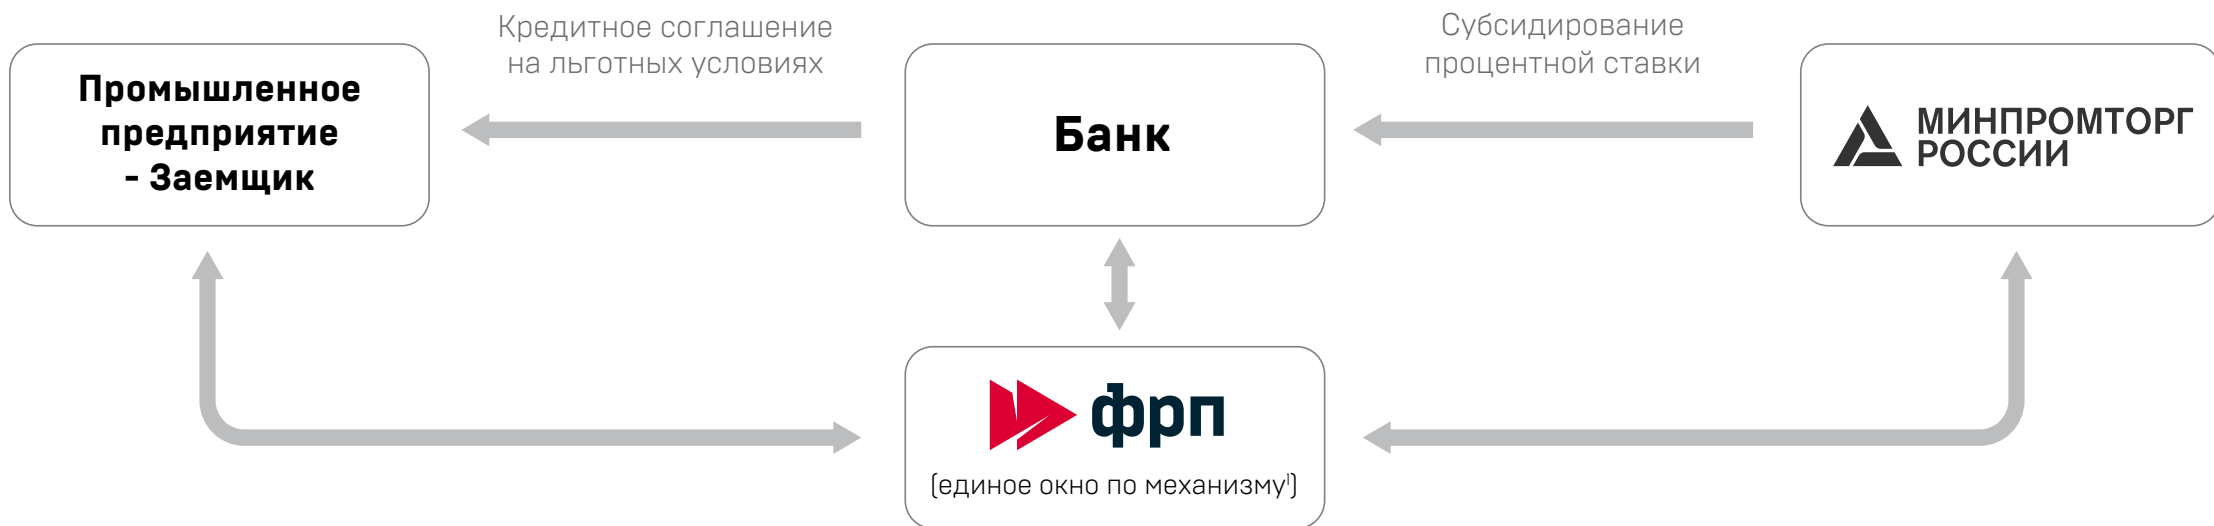 Кредитное соглашение
на льготных условиях
Субсидирование
процентной ставки
Промышленное
предприятие
- Заемщик
Банк
МИНПРОМТОРГ
РОССИИ
фрп
(единое окно по механизму¹)